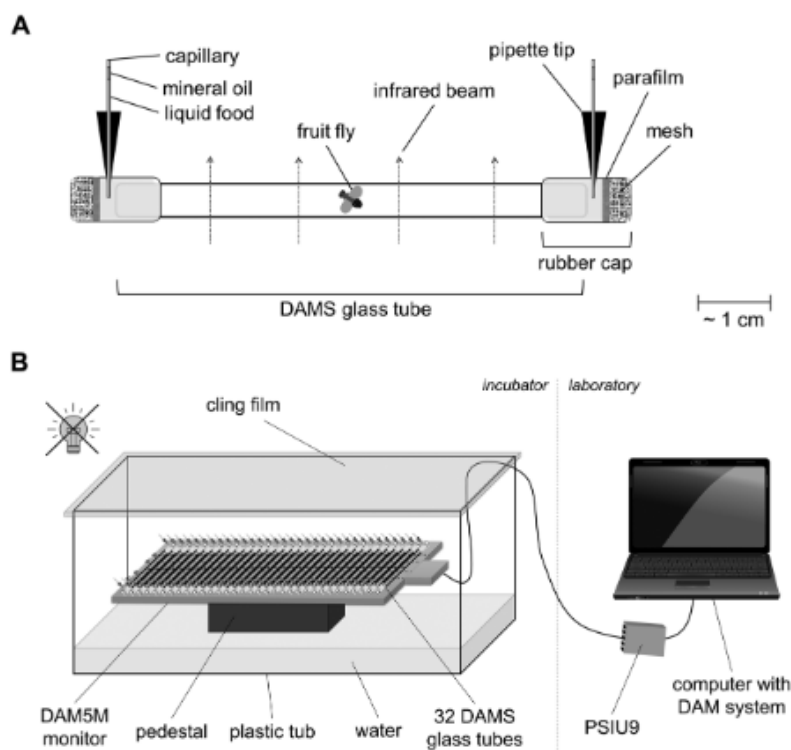 A
capillary
mineral oil
liquid food
fruit fly
infrared beam
pipette tip
parafilm
mesh
rubber cap
DAMS glass tube
~ 1 cm
B
incubator
laboratory
cling film
DAM5M
monitor
pedestal
plastic tub
water
32 DAMS
glass tubes
PSIU9
computer with
DAM system